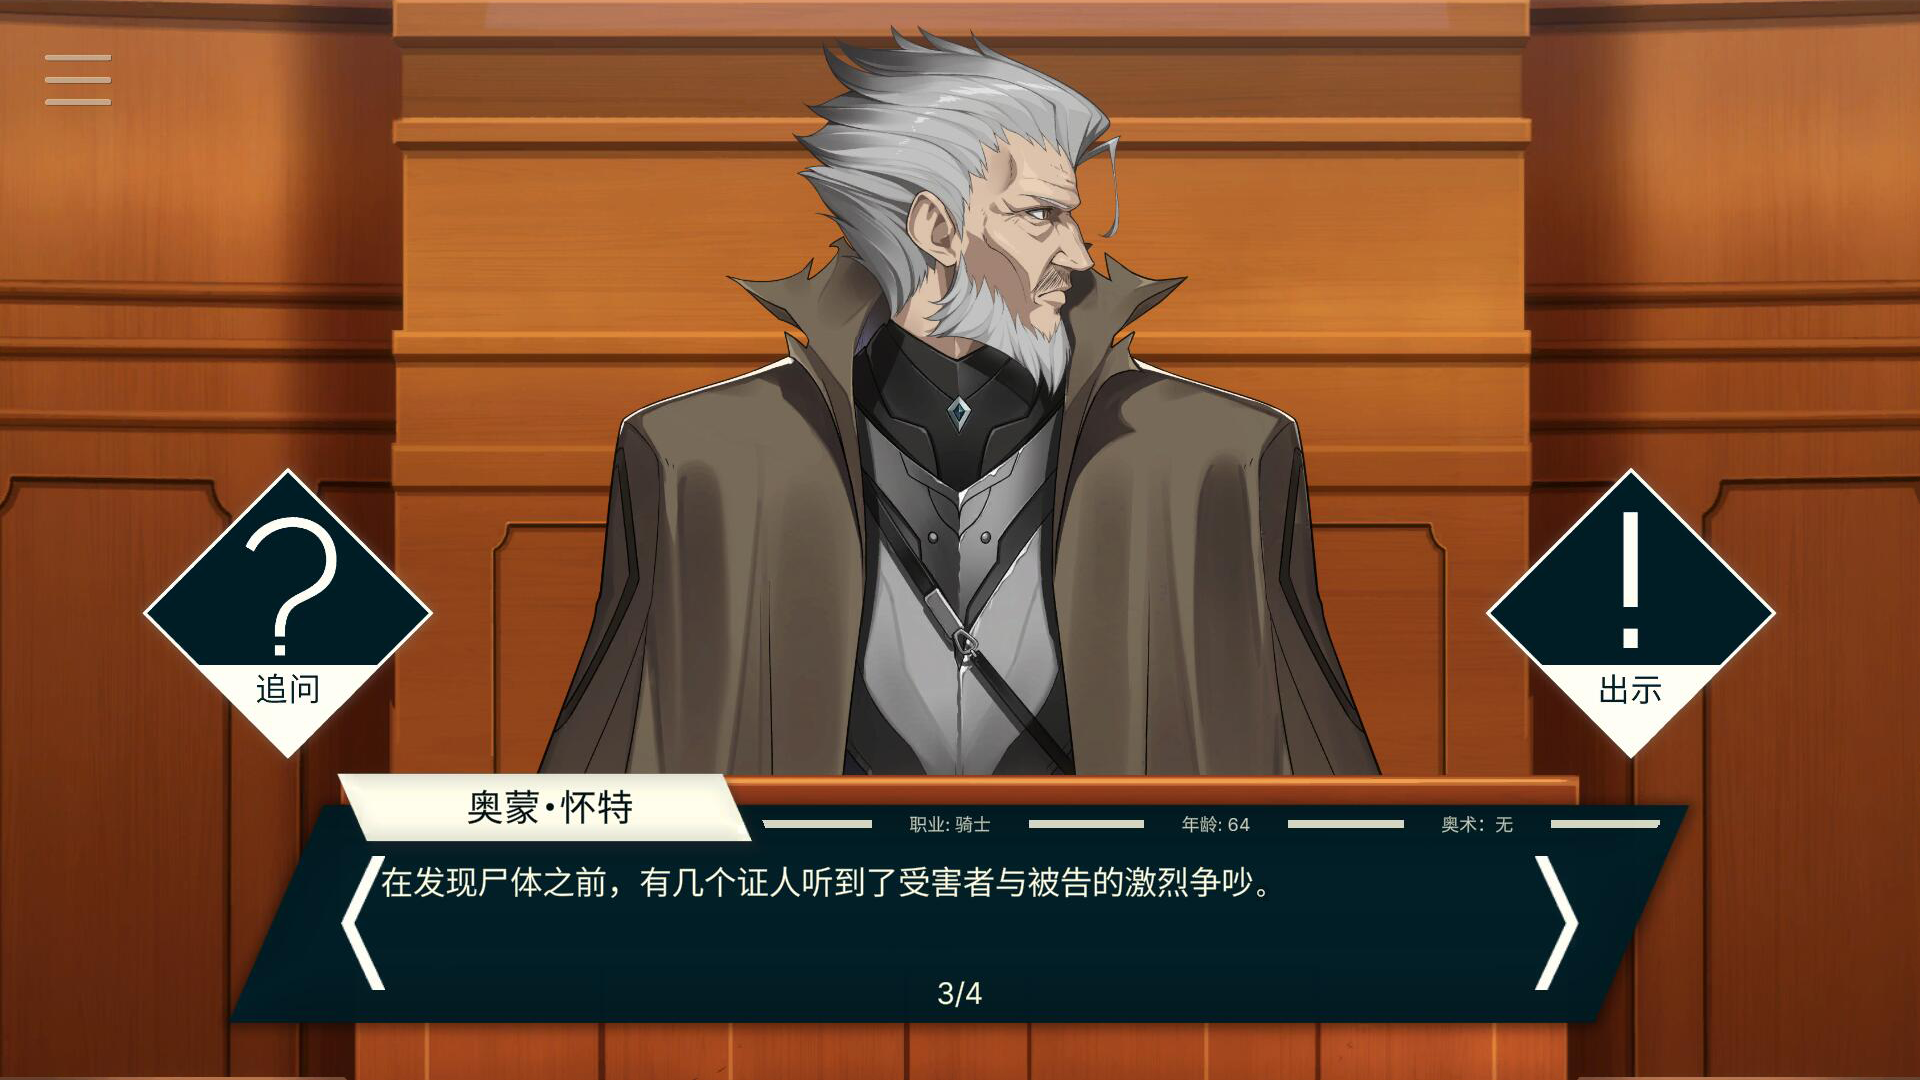 追问
出示
奥蒙·怀特
职业: 骑士
年龄: 64
奥术：无
在发现尸体之前，有几个证人听到了受害者与被告的激烈争吵。
3/4